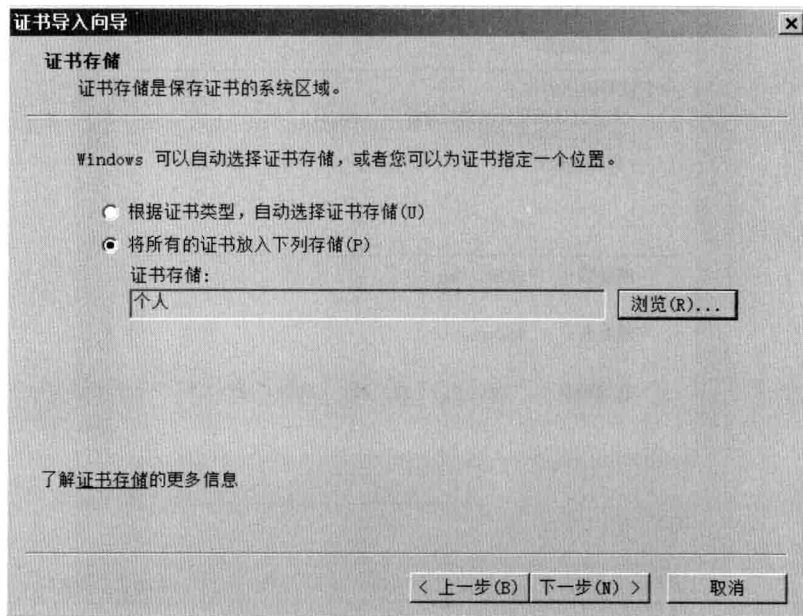 证书导入向导
证书存储
证书存储是保存证书的系统区域。
Windows 可以自动选择证书存储，或者您可以为证书指定一个位置。
根据证书类型，自动选择证书存储(U)
将所有的证书放入下列存储(P)
证书存储:
个人
浏览(R)...
了解证书存储的更多信息
< 上一步(B) 下一步(N) > 取消